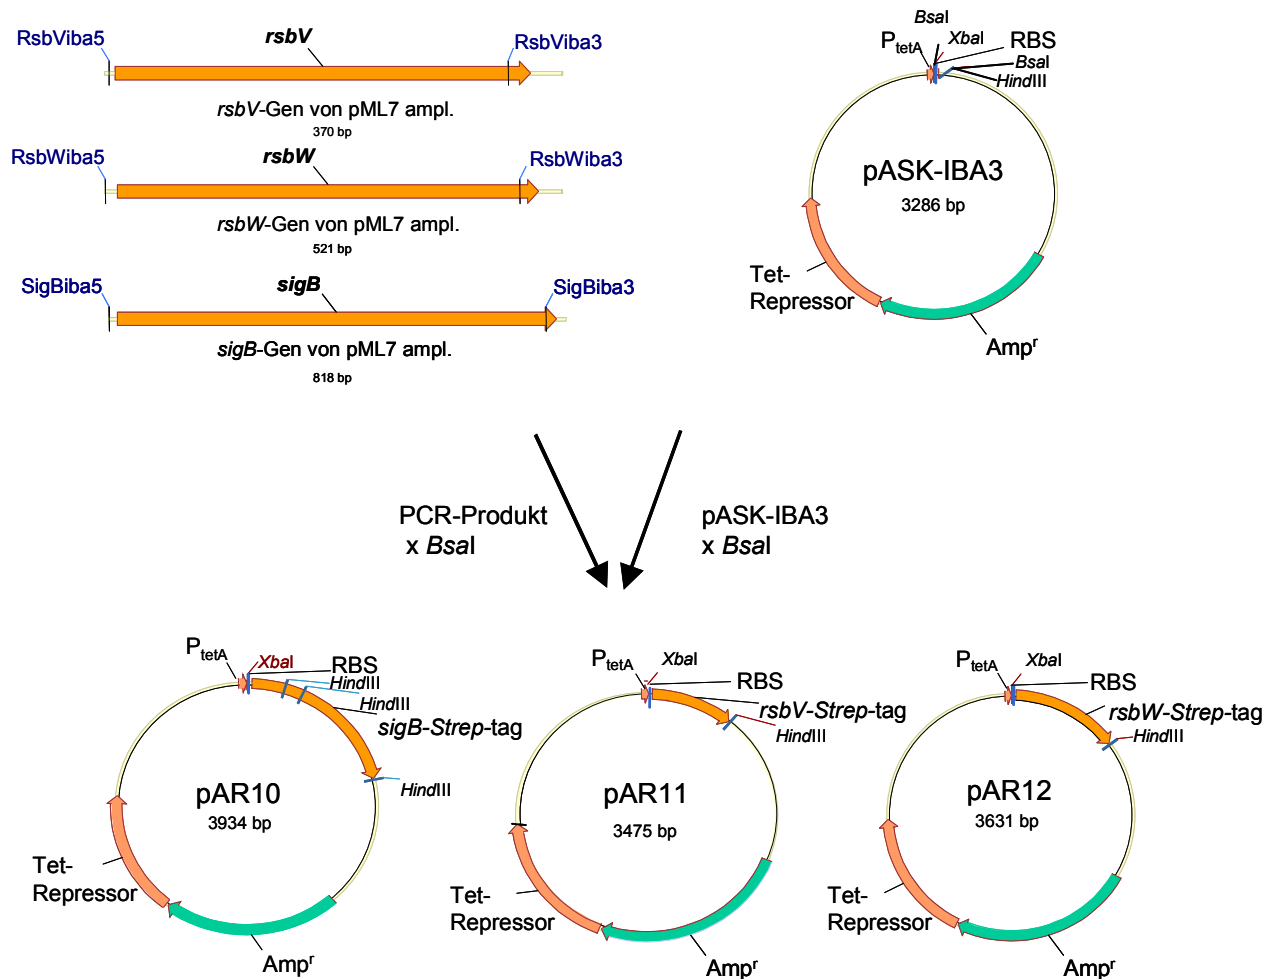 RsbViba5
rsbV
RsbViba3
rsbV-Gen von pML7 ampl.
370 bp
RsbWiba5
rsbW
RsbWiba3
rsbW-Gen von pML7 ampl.
521 bp
SigBiba5
sigB
SigBiba3
sigB-Gen von pML7 ampl.
818 bp
BsaI
PtetA
XbaI
RBS
BsaI
HindIII
pASK-IBA3
3286 bp
Tet-
Repressor
Ampr
PCR-Produkt
x BsaI
pASK-IBA3
x BsaI
PtetA
XbaI
RBS
HindIII
HindIII
sigB-Strep-tag
HindIII
pAR10
3934 bp
Tet-
Repressor
Ampr
PtetA
XbaI
RBS
rsbV-Strep-tag
HindIII
pAR11
3475 bp
Tet-
Repressor
Ampr
PtetA
XbaI
RBS
rsbW-Strep-tag
HindIII
pAR12
3631 bp
Tet-
Repressor
Ampr